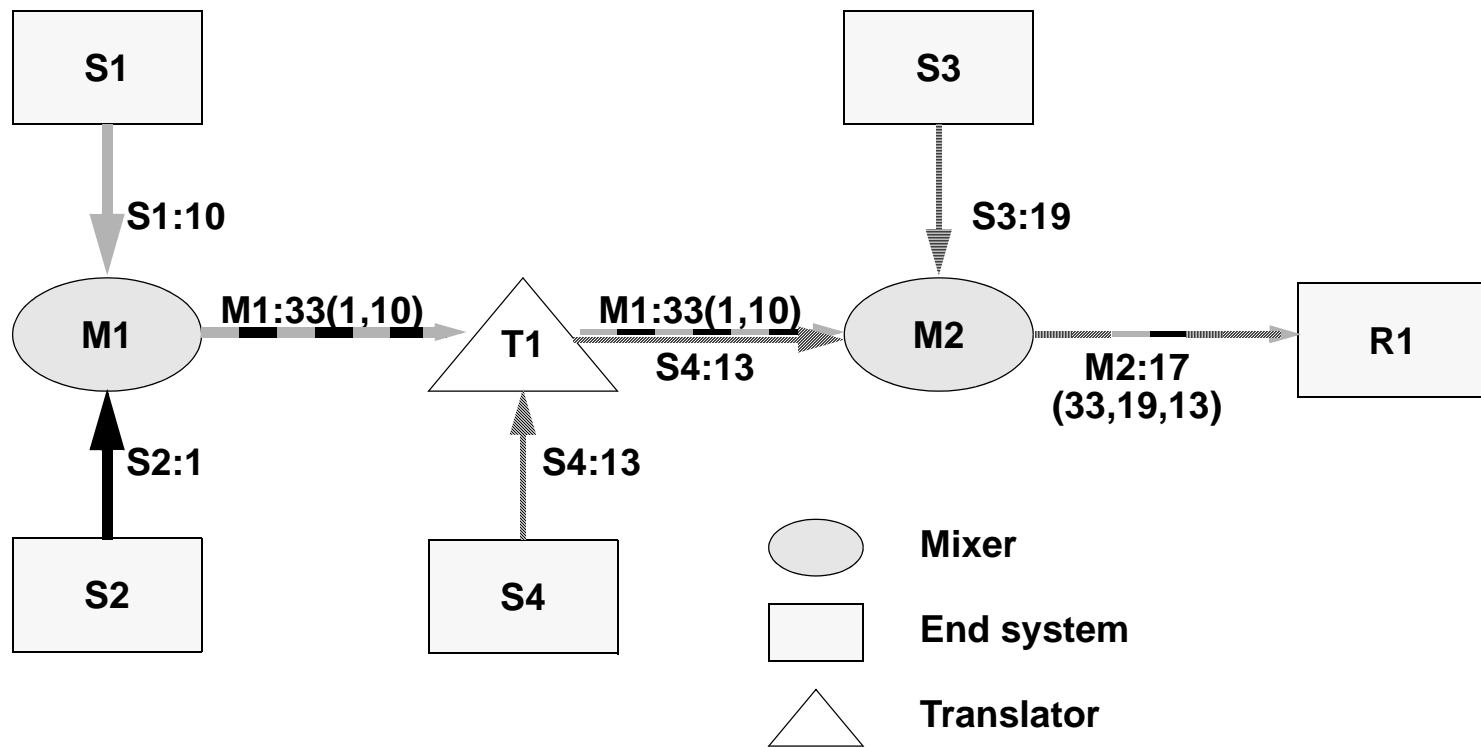 S1
S3
S1:10
S3:19
M1
M1:33(1,10)
T1
M1:33(1,10)
S4:13
M2
M2:17
(33,19,13)
R1
S2:1
S4:13
S2
S4
Mixer
End system
Translator